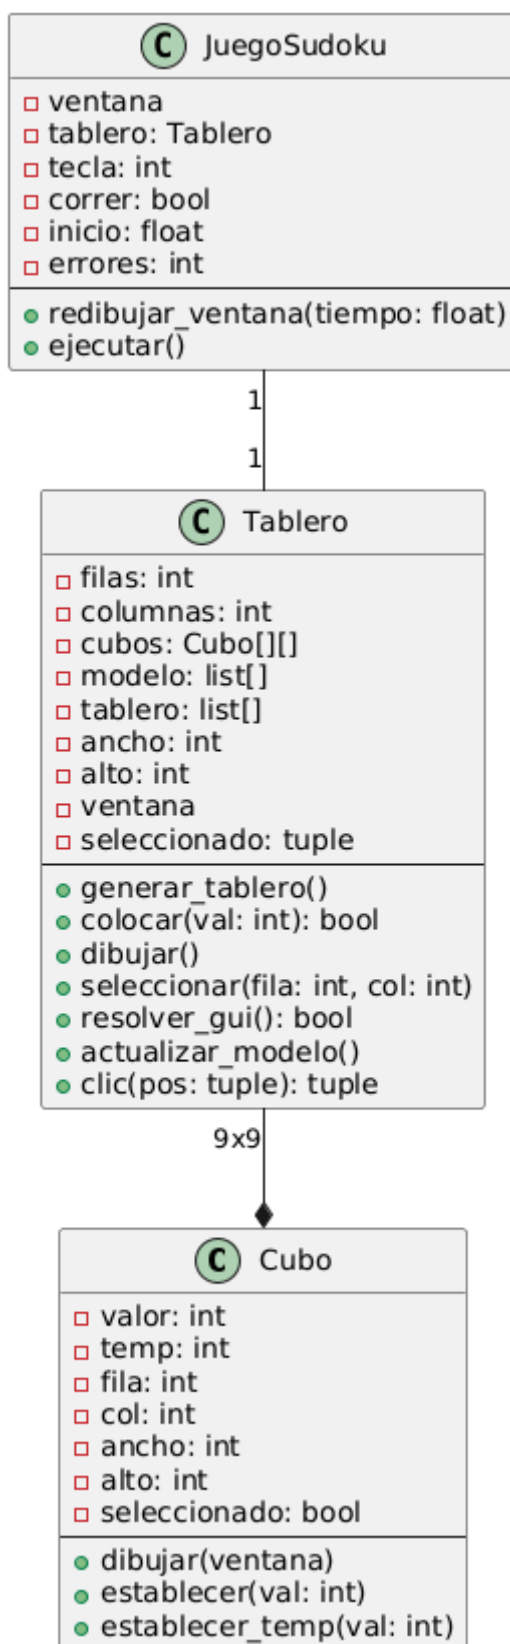 C JuegoSudoku
ventana
tablero: Tablero
tecla: int
correr: bool
inicio: float
errores: int
redibujar_ventana(tiempo: float)
ejecutar()
1
1
C Tablero
filas: int
columnas: int
cubos: Cubo[][]
modelo: list[]
tablero: list[]
ancho: int
alto: int
ventana
seleccionado: tuple
generar_tablero()
colocar(val: int): bool
dibujar()
seleccionar(fila: int, col: int)
resolver_gui(): bool
actualizar_modelo()
clic(pos: tuple): tuple
9x9
C Cubo
valor: int
temp: int
fila: int
col: int
ancho: int
alto: int
seleccionado: bool
dibujar(ventana)
establecer(val: int)
establecer_temp(val: int)